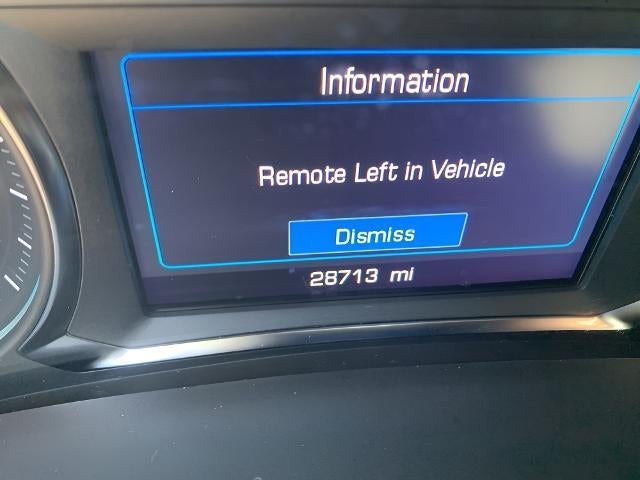 Information
Remote Left in Vehicle
Dismiss
28713 mi